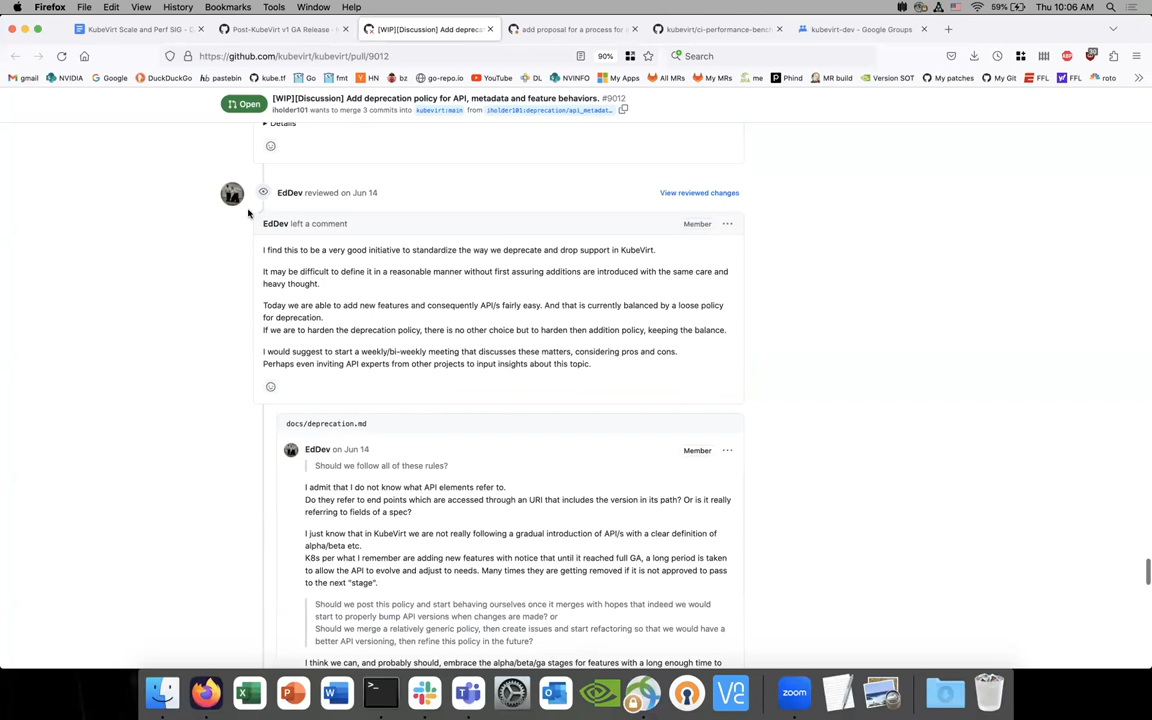 Firefox File Edit View History Bookmarks Tools Window Help 59% Thu 10:06 AM
KubeVirt Scale and Perf SIG - G
Post-KubeVirt v1 GA Release - K
[WIP][Discussion] Add depreca
add proposal for a process for
kubevirt/ci-performance-bench
kubevirt-dev - Google Groups
https://github.com/kubevirt/kubevirt/pull/9012 90% Search
gmail NVIDIA Google DuckDuckGo pastebin kube.tf Go fmt HN bz go-repo.io YouTube DL NVINFO My Apps All MRs My MRs me Phind MR build Version SOT My patches My Git FFL FFL roto
Open
[WIP][Discussion] Add deprecation policy for API, metadata and feature behaviors. #9012
iholder101 wants to merge 3 commits into kubevirt:main from iholder101:deprecation/api_metadat…
Details
EdDev reviewed on Jun 14 View reviewed changes
EdDev left a comment Member
I find this to be a very good initiative to standardize the way we deprecate and drop support in KubeVirt.
It may be difficult to define it in a reasonable manner without first assuring additions are introduced with the same care and
heavy thought.
Today we are able to add new features and consequently API/s fairly easy. And that is currently balanced by a loose policy
for deprecation.
If we are to harden the deprecation policy, there is no other choice but to harden then addition policy, keeping the balance.
I would suggest to start a weekly/bi-weekly meeting that discusses these matters, considering pros and cons.
Perhaps even inviting API experts from other projects to input insights about this topic.
docs/deprecation.md
EdDev on Jun 14 Member
Should we follow all of these rules?
I admit that I do not know what API elements refer to.
Do they refer to end points which are accessed through an URI that includes the version in its path? Or is it really
referring to fields of a spec?
I just know that in KubeVirt we are not really following a gradual introduction of API/s with a clear definition of
alpha/beta etc.
K8s per what I remember are adding new features with notice that until it reached full GA, a long period is taken
to allow the API to evolve and adjust to needs. Many times they are getting removed if it is not approved to pass
to the next "stage".
Should we post this policy and start behaving ourselves once it merges with hopes that indeed we would
start to properly bump API versions when changes are made? or
Should we merge a relatively generic policy, then create issues and start refactoring so that we would have a
better API versioning, then refine this policy in the future?
I think we can, and probably should, embrace the alpha/beta/ga stages for features with a long enough time to
zoom